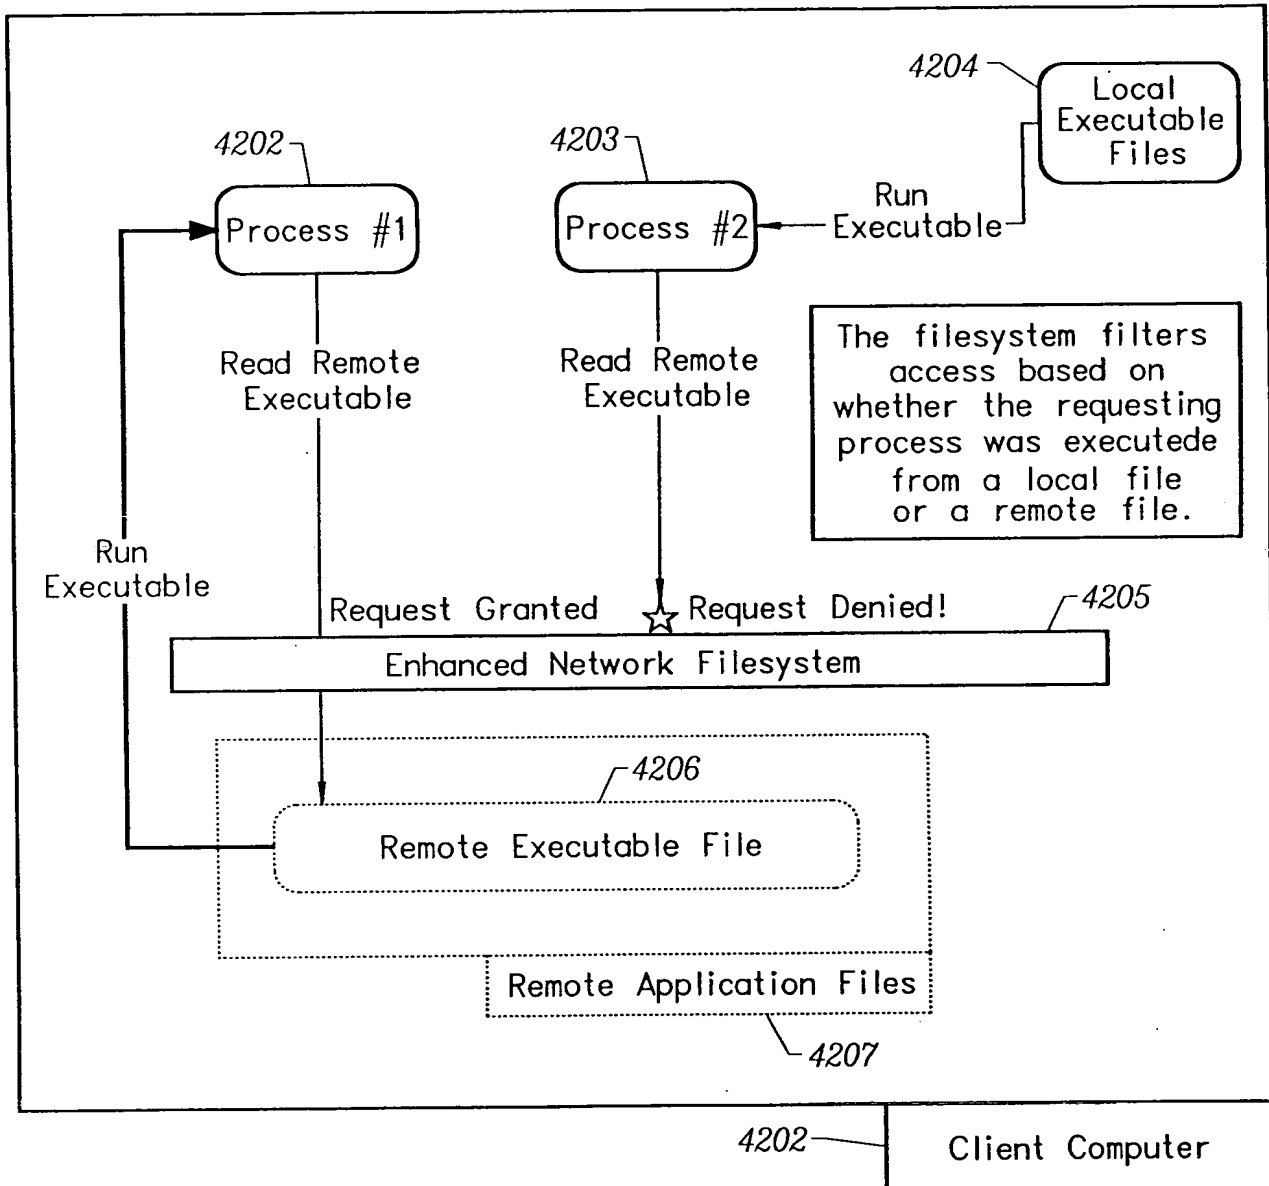 4204
Local
Executable
Files
4202
4203
Process #1
Process #2
Run
Executable
Read Remote
Executable
Read Remote
Executable
The filesystem filters
access based on
whether the requesting
process was executede
from a local file
or a remote file.
Run
Executable
Request Granted
Request Denied!
4205
Enhanced Network Filesystem
4206
Remote Executable File
Remote Application Files
4207
4202
Client Computer